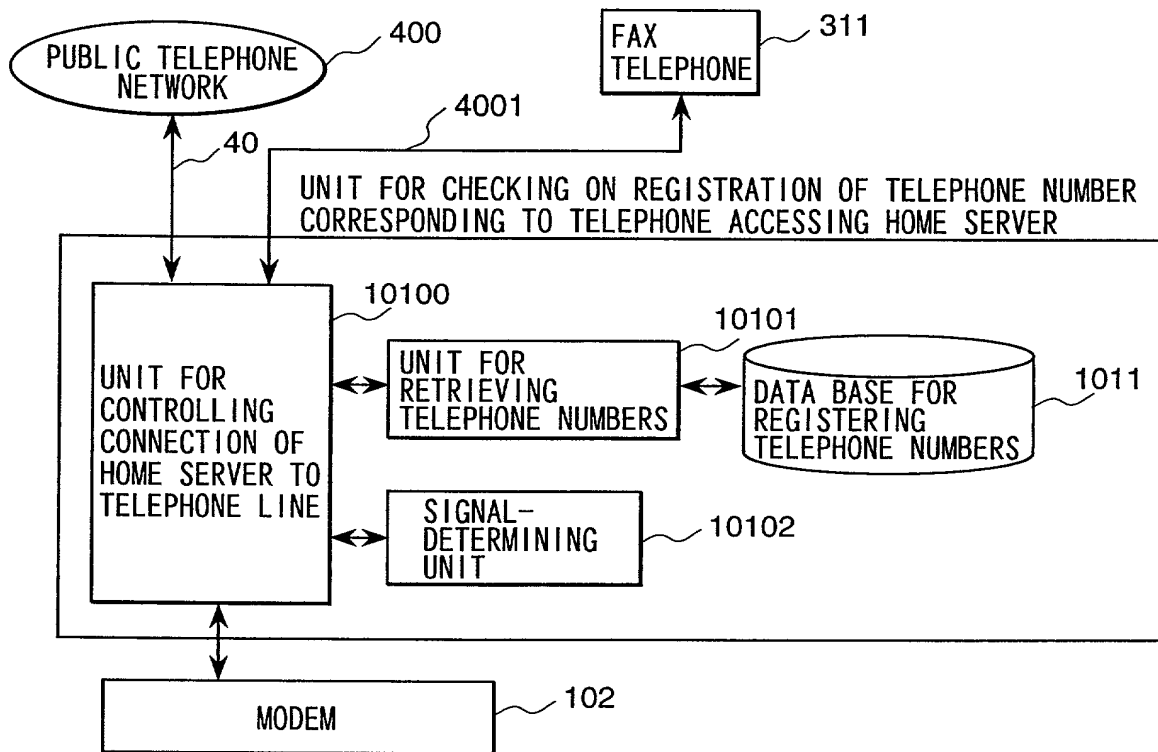 PUBLIC TELEPHONE
NETWORK
400
FAX
TELEPHONE
311
40
4001
UNIT FOR CHECKING ON REGISTRATION OF TELEPHONE NUMBER
CORRESPONDING TO TELEPHONE ACCESSING HOME SERVER
10100
UNIT FOR
CONTROLLING
CONNECTION OF
HOME SERVER TO
TELEPHONE LINE
10101
UNIT FOR
RETRIEVING
TELEPHONE NUMBERS
DATA BASE FOR
REGISTERING
TELEPHONE NUMBERS
1011
SIGNAL-
DETERMINING
UNIT
10102
MODEM
102